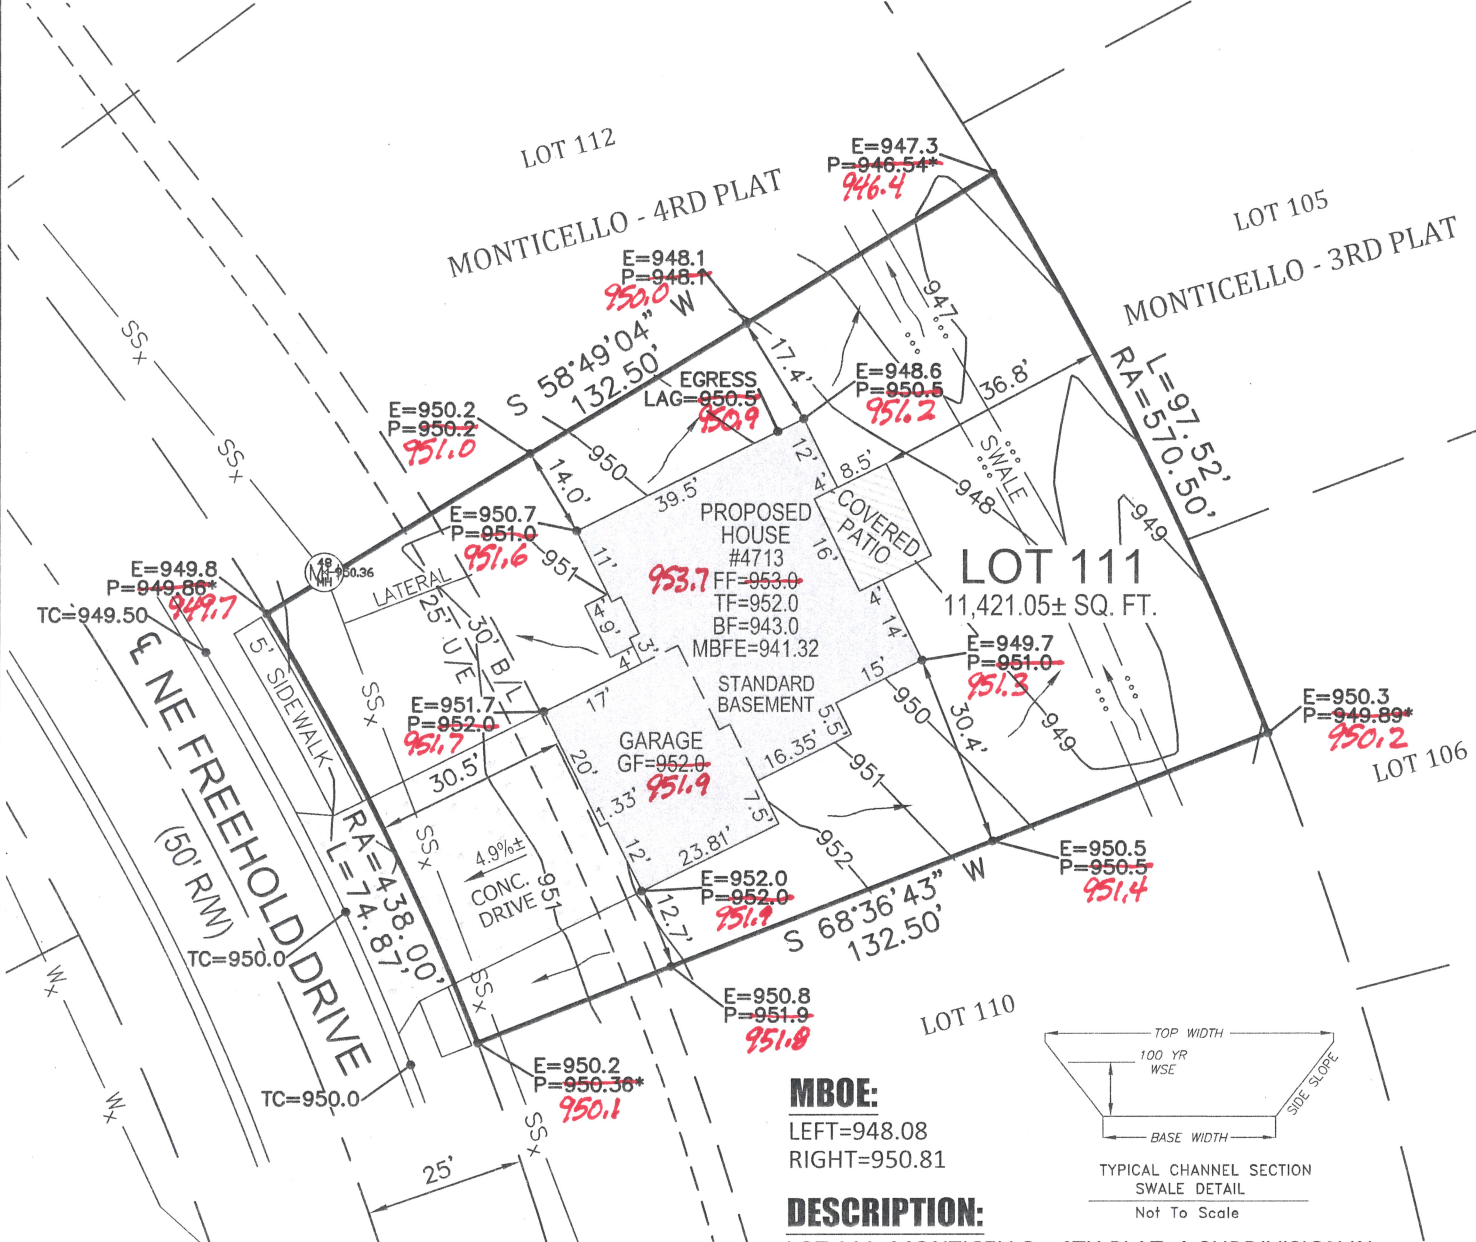 LOT 112
MONTICELLO - 4RD PLAT
E=947.3
P=946.54*
946.4
LOT 105
MONTICELLO - 3RD PLAT
E=948.1
P=948.1
950.0
S 58°49'04" W
132.50'
17.4'
EGRESS
LAG=950.5
950.9
E=948.6
P=950.5
951.2
36.8'
947
L=97.52'
RA=570.50'
E=950.2
P=950.2
951.0
14.0'
950
39.5'
12'
4'
8.5'
COVERED
PATIO
16'
4'
14'
948
SWALE
949
SSx
SSx
E=950.7
P=951.0
951.6
951
11'
4'
9'
3'
4'
PROPOSED
HOUSE
#4713
953.7 FF=953.0
TF=952.0
BF=943.0
MBFE=941.32
STANDARD
BASEMENT
LOT 111
11,421.05± SQ. FT.
E=949.8
P=949.86*
949.7
TC=949.50
48
MH
950.36
LATERAL
25' U/E
30' B/L
5' SIDEWALK
SSx
E=951.7
P=952.0
951.7
17'
30.5'
GARAGE
GF=952.0
951.9
20'
1.33'
12'
23.81'
7.5'
16.35'
5.5'
15'
E=949.7
P=951.0
951.3
950
30.4'
949
951
952
E=950.3
P=949.89*
950.2
LOT 106
℄ NE FREEHOLD DRIVE
(50' R/W)
RA=438.00'
L=74.87'
SSx
4.9%±
CONC.
DRIVE
951
E=952.0
P=952.0
951.9
12.7'
E=950.5
P=950.5
951.4
S 68°36'43" W
132.50'
TC=950.0
SSx
Wx
E=950.8
P=951.9
951.8
LOT 110
E=950.2
P=950.36*
950.1
TC=950.0
Wx
SSx
25'
MBOE:
LEFT=948.08
RIGHT=950.81
DESCRIPTION:
TOP WIDTH
100 YR
WSE
SIDE SLOPE
BASE WIDTH
TYPICAL CHANNEL SECTION
SWALE DETAIL
Not To Scale